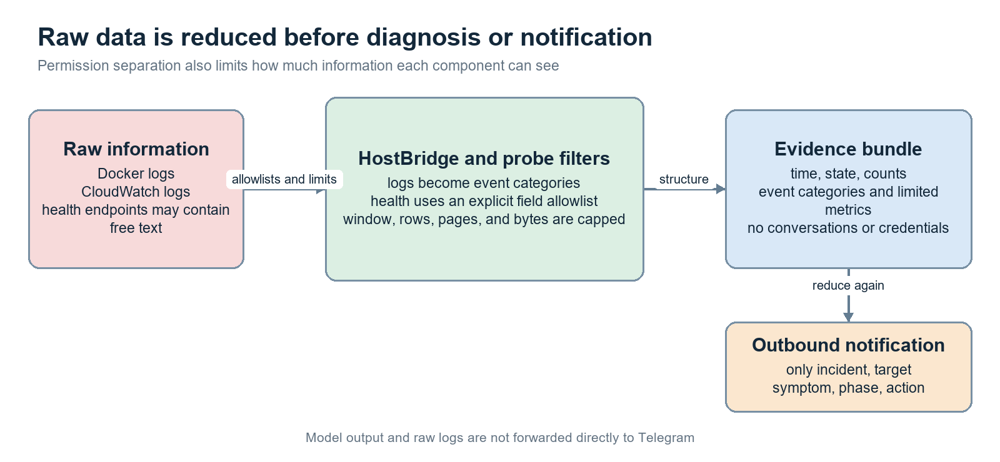 Raw data is reduced before diagnosis or notification
Permission separation also limits how much information each component can see
Raw information
Docker logs
CloudWatch logs
health endpoints may contain
free text
allowlists and limits
HostBridge and probe filters
logs become event categories
health uses an explicit field allowlist
window, rows, pages, and bytes are capped
structure
Evidence bundle
time, state, counts
event categories and limited
metrics
no conversations or credentials
reduce again
Outbound notification
only incident, target
symptom, phase, action
Model output and raw logs are not forwarded directly to Telegram